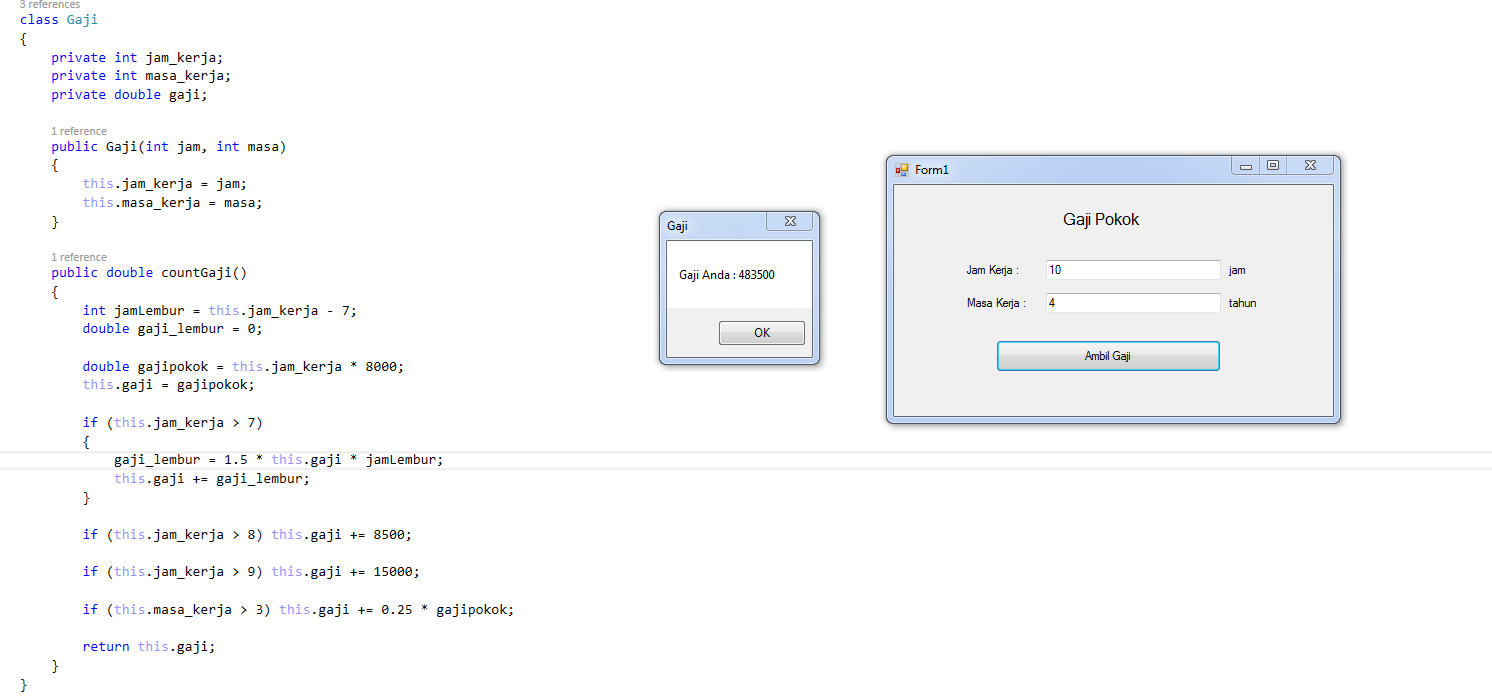 3 references
class Gaji
{
private int jam_kerja;
private int masa_kerja;
private double gaji;
1 reference
public Gaji(int jam, int masa)
{
this.jam_kerja = jam;
this.masa_kerja = masa;
}
1 reference
public double countGaji()
{
int jamLembur = this.jam_kerja - 7;
double gaji_lembur = 0;
double gajipokok = this.jam_kerja * 8000;
this.gaji = gajipokok;
if (this.jam_kerja > 7)
{
gaji_lembur = 1.5 * this.gaji * jamLembur;
this.gaji += gaji_lembur;
}
if (this.jam_kerja > 8) this.gaji += 8500;
if (this.jam_kerja > 9) this.gaji += 15000;
if (this.masa_kerja > 3) this.gaji += 0.25 * gajipokok;
return this.gaji;
}
}
Gaji
Gaji Anda : 483500
OK
Form1
Gaji Pokok
Jam Kerja : 10 jam
Masa Kerja : 4 tahun
Ambil Gaji